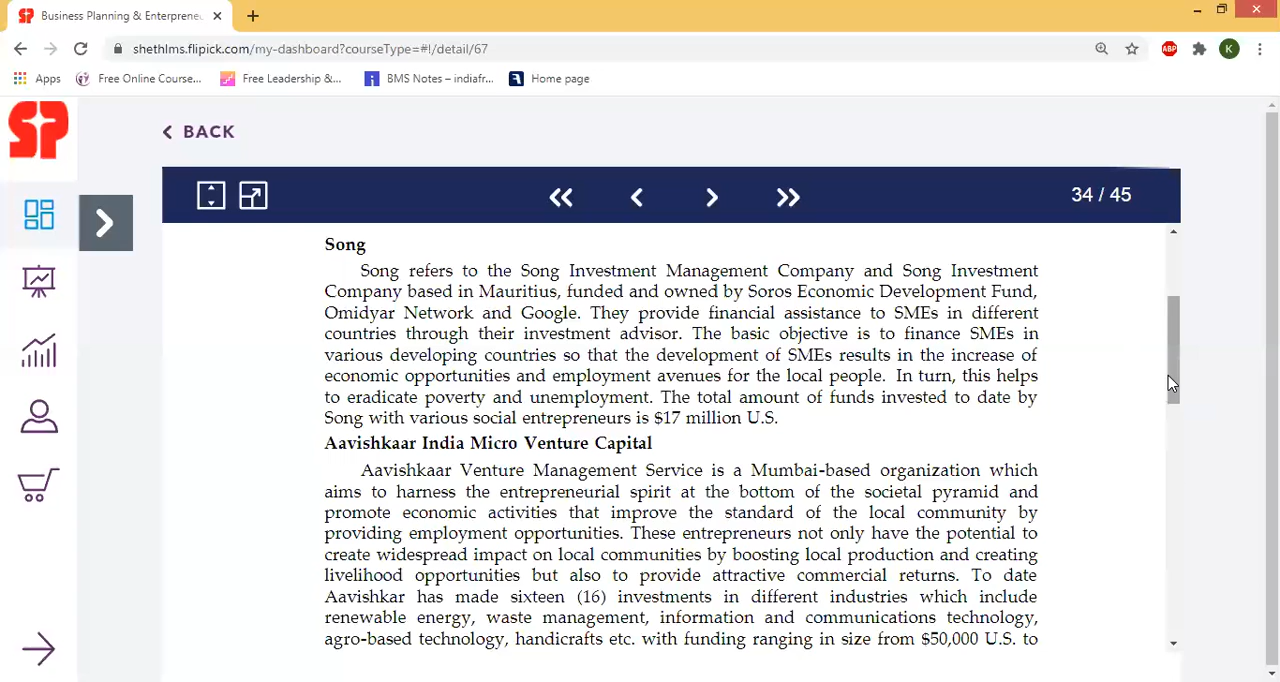 Business Planning & Enterprene
shethlms.flipick.com/my-dashboard?courseType=#!/detail/67
ABP
K
Apps
Free Online Course...
Free Leadership &...
BMS Notes – indiafr...
Home page
SP
BACK
34 / 45
Song
Song refers to the Song Investment Management Company and Song Investment
Company based in Mauritius, funded and owned by Soros Economic Development Fund,
Omidyar Network and Google. They provide financial assistance to SMEs in different
countries through their investment advisor. The basic objective is to finance SMEs in
various developing countries so that the development of SMEs results in the increase of
economic opportunities and employment avenues for the local people. In turn, this helps
to eradicate poverty and unemployment. The total amount of funds invested to date by
Song with various social entrepreneurs is $17 million U.S.
Aavishkaar India Micro Venture Capital
Aavishkaar Venture Management Service is a Mumbai-based organization which
aims to harness the entrepreneurial spirit at the bottom of the societal pyramid and
promote economic activities that improve the standard of the local community by
providing employment opportunities. These entrepreneurs not only have the potential to
create widespread impact on local communities by boosting local production and creating
livelihood opportunities but also to provide attractive commercial returns. To date
Aavishkar has made sixteen (16) investments in different industries which include
renewable energy, waste management, information and communications technology,
agro-based technology, handicrafts etc. with funding ranging in size from $50,000 U.S. to